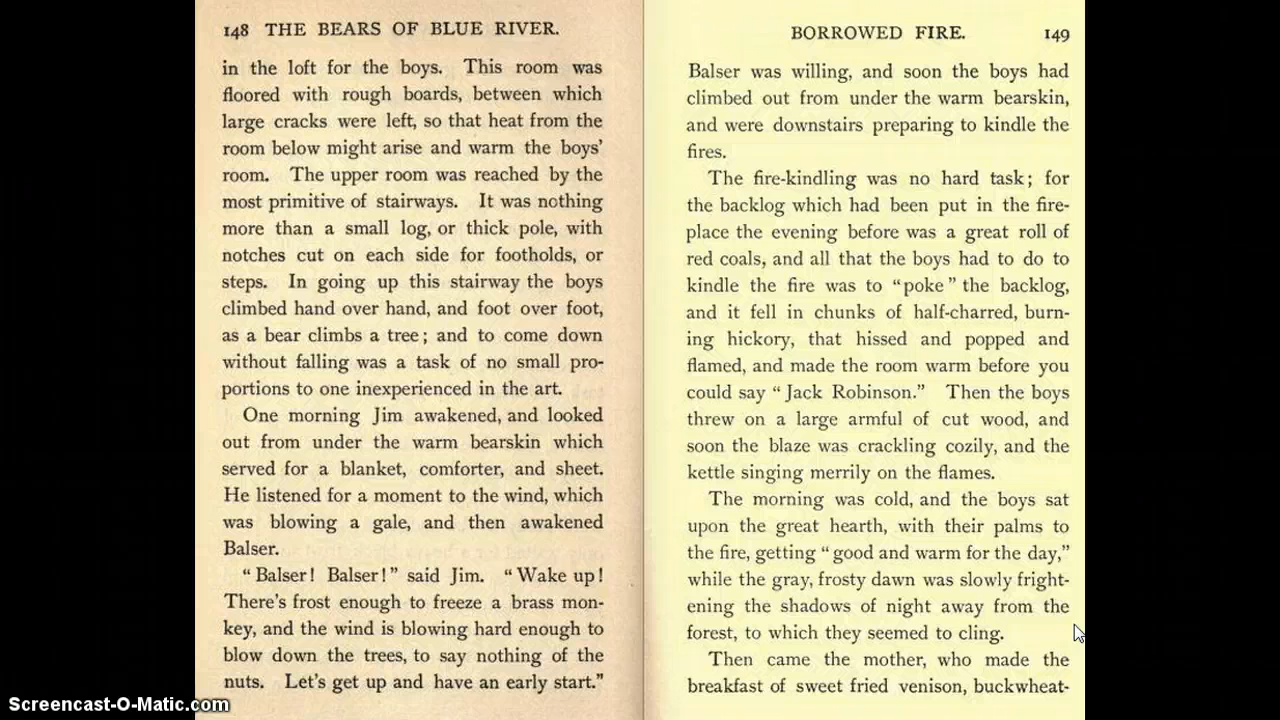 148 THE BEARS OF BLUE RIVER.
in the loft for the boys. This room was
floored with rough boards, between which
large cracks were left, so that heat from the
room below might arise and warm the boys'
room. The upper room was reached by the
most primitive of stairways. It was nothing
more than a small log, or thick pole, with
notches cut on each side for footholds, or
steps. In going up this stairway the boys
climbed hand over hand, and foot over foot,
as a bear climbs a tree; and to come down
without falling was a task of no small pro-
portions to one inexperienced in the art.
One morning Jim awakened, and looked
out from under the warm bearskin which
served for a blanket, comforter, and sheet.
He listened for a moment to the wind, which
was blowing a gale, and then awakened
Balser.
"Balser! Balser!" said Jim. "Wake up!
There's frost enough to freeze a brass mon-
key, and the wind is blowing hard enough to
blow down the trees, to say nothing of the
nuts. Let's get up and have an early start."
BORROWED FIRE. 149
Balser was willing, and soon the boys had
climbed out from under the warm bearskin,
and were downstairs preparing to kindle the
fires.
The fire-kindling was no hard task; for
the backlog which had been put in the fire-
place the evening before was a great roll of
red coals, and all that the boys had to do to
kindle the fire was to "poke" the backlog,
and it fell in chunks of half-charred, burn-
ing hickory, that hissed and popped and
flamed, and made the room warm before you
could say "Jack Robinson." Then the boys
threw on a large armful of cut wood, and
soon the blaze was crackling cozily, and the
kettle singing merrily on the flames.
The morning was cold, and the boys sat
upon the great hearth, with their palms to
the fire, getting "good and warm for the day,"
while the gray, frosty dawn was slowly fright-
ening the shadows of night away from the
forest, to which they seemed to cling.
Then came the mother, who made the
breakfast of sweet fried venison, buckwheat-
Screencast-O-Matic.com